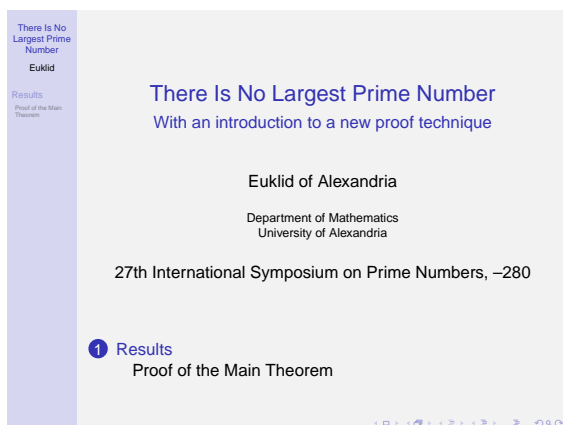 There Is No
Largest Prime
Number
Euklid
Results
Proof of the Main
Theorem
There Is No Largest Prime Number
With an introduction to a new proof technique
Euklid of Alexandria
Department of Mathematics
University of Alexandria
27th International Symposium on Prime Numbers, –280
1 Results
Proof of the Main Theorem